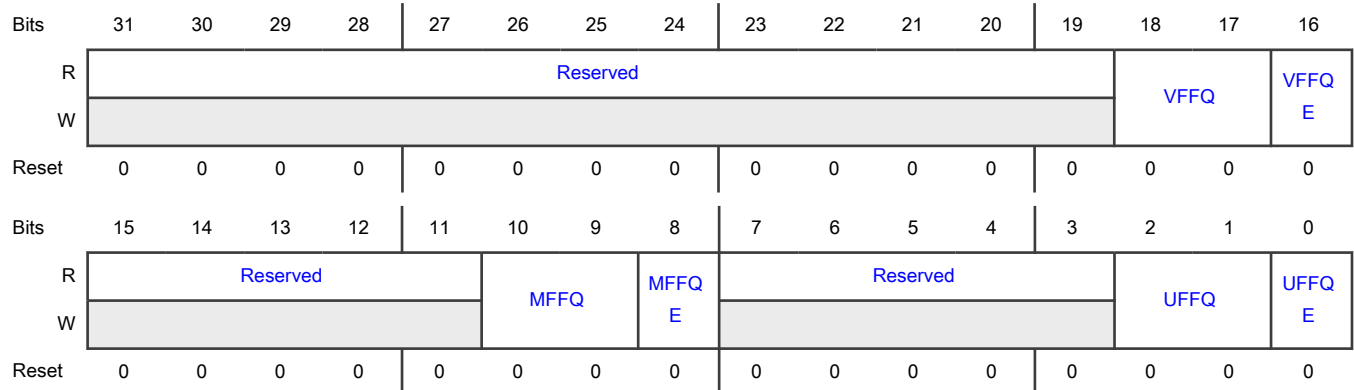 Bits 31 30 29 28 27 26 25 24 23 22 21 20 19 18 17 16
R Reserved VFFQ VFFQ
E
W
Reset 0 0 0 0 0 0 0 0 0 0 0 0 0 0 0 0
Bits 15 14 13 12 11 10 9 8 7 6 5 4 3 2 1 0
R Reserved MFFQ MFFQ Reserved UFFQ UFFQ
E E
W
Reset 0 0 0 0 0 0 0 0 0 0 0 0 0 0 0 0